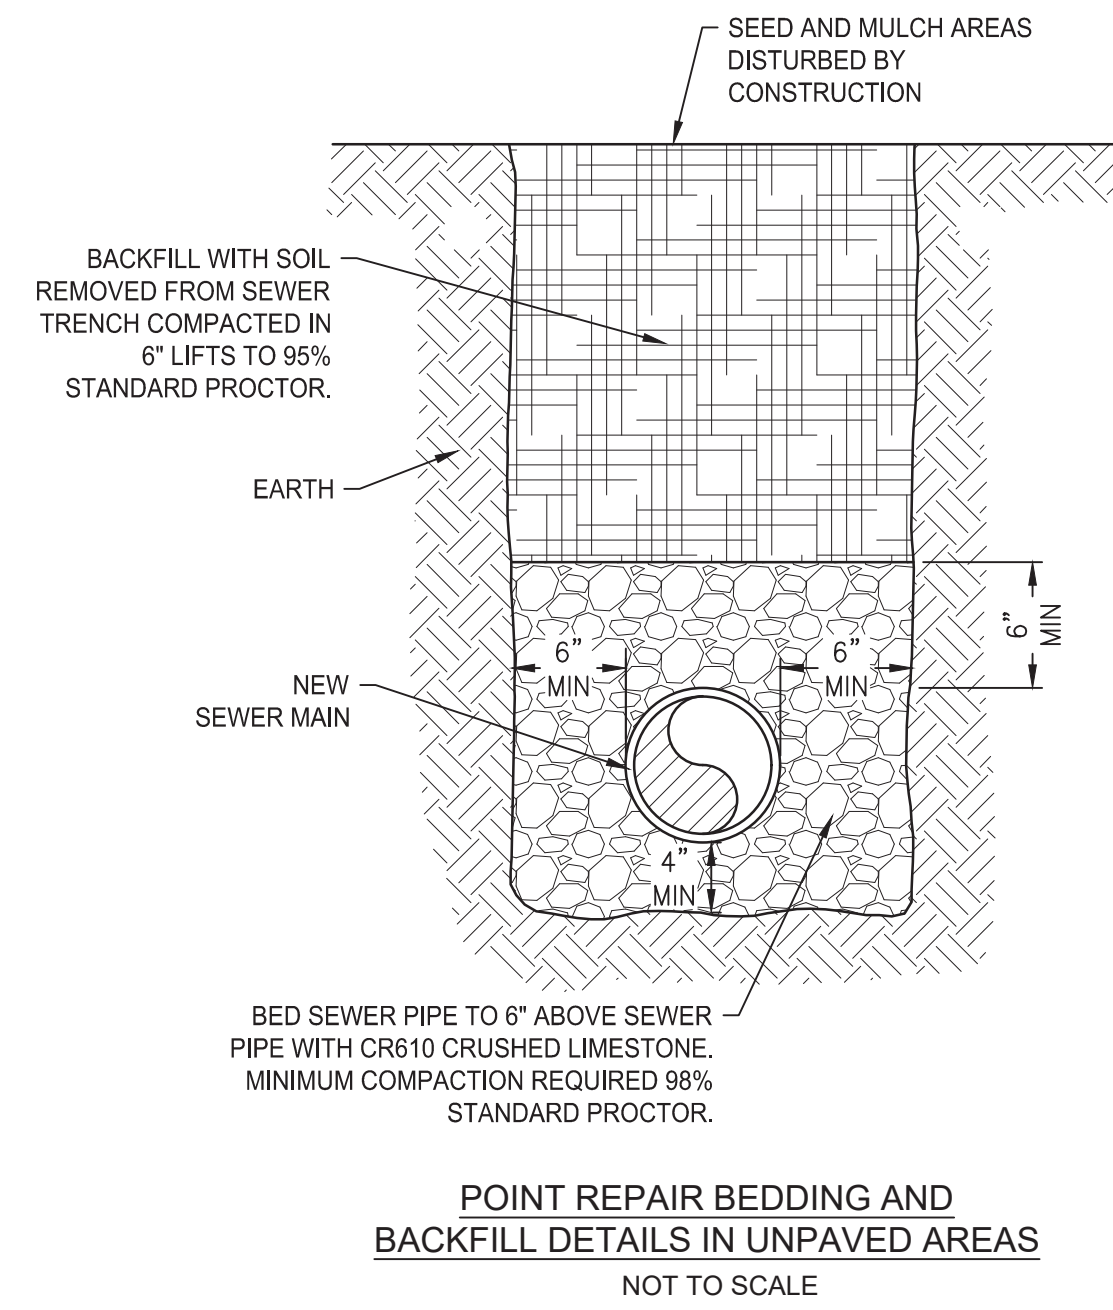 SEED AND MULCH AREAS
DISTURBED BY
CONSTRUCTION
BACKFILL WITH SOIL
REMOVED FROM SEWER
TRENCH COMPACTED IN
6" LIFTS TO 95%
STANDARD PROCTOR.
EARTH
6"
MIN
6"
MIN
6"
MIN
NEW
SEWER MAIN
4"
MIN
BED SEWER PIPE TO 6" ABOVE SEWER
PIPE WITH CR610 CRUSHED LIMESTONE.
MINIMUM COMPACTION REQUIRED 98%
STANDARD PROCTOR.
POINT REPAIR BEDDING AND
BACKFILL DETAILS IN UNPAVED AREAS
NOT TO SCALE